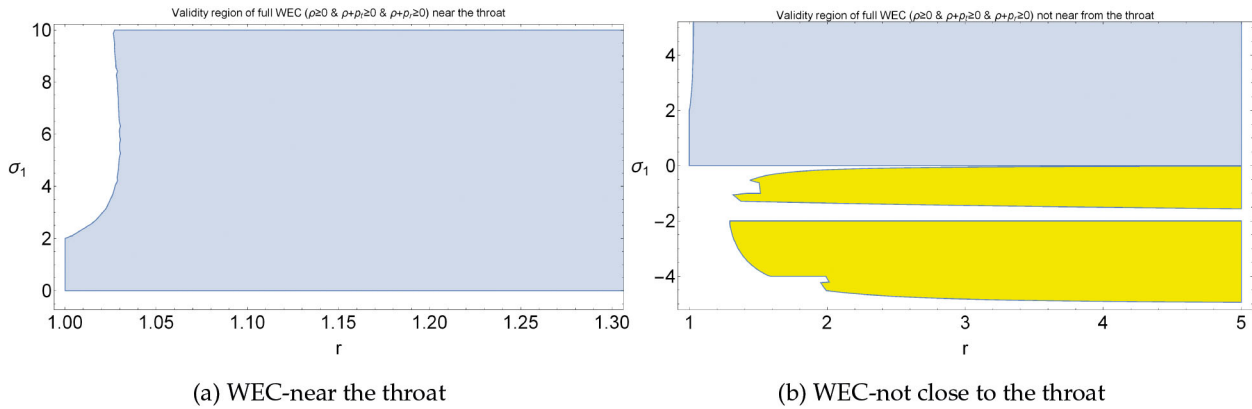 Validity region of full WEC (ρ≥0 & ρ+pₜ≥0 & ρ+pᵣ≥0) near the throat
10
8
6
σ₁
4
2
0
1.00 1.05 1.10 1.15 1.20 1.25 1.30
r
(a) WEC-near the throat
Validity region of full WEC (ρ≥0 & ρ+pₜ≥0 & ρ+pᵣ≥0) not near from the throat
4
2
0
σ₁
−2
−4
1 2 3 4 5
r
(b) WEC-not close to the throat